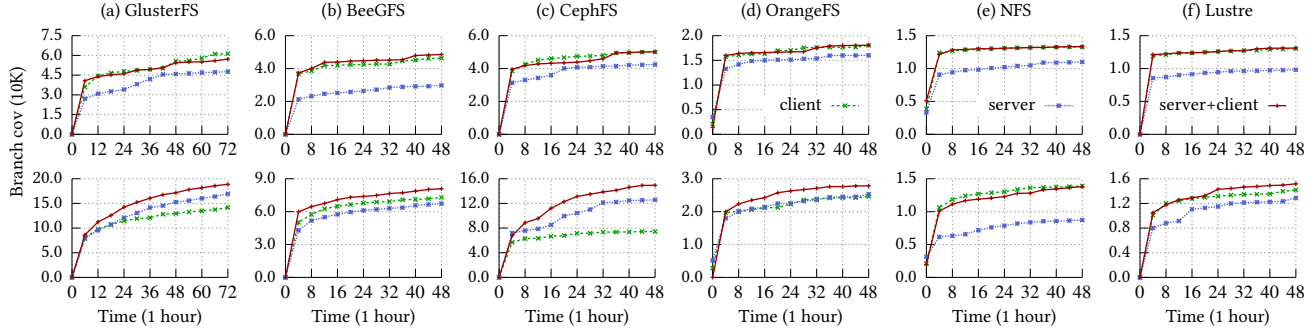 (a) GlusterFS (b) BeeGFS (c) CephFS (d) OrangeFS (e) NFS (f) Lustre
Branch cov (10K)
7.5 6.0 4.5 3.0 1.5 0.0
0 12 24 36 48 60 72
8.0 6.0 4.0 2.0 0.0
0 8 16 24 32 40 48
8.0 6.0 4.0 2.0 0.0
0 8 16 24 32 40 48
2.0 1.5 1.0 0.5 0.0
0 8 16 24 32 40 48
1.5 1.0 0.5 0.0
0 8 16 24 32 40 48
1.5 1.0 0.5 0.0
0 8 16 24 32 40 48
client server server+client
20.0 15.0 10.0 5.0 0.0
0 12 24 36 48 60 72
9.0 6.0 3.0 0.0
0 8 16 24 32 40 48
16.0 12.0 8.0 4.0 0.0
0 8 16 24 32 40 48
3.0 2.0 1.0 0.0
0 8 16 24 32 40 48
1.5 1.0 0.5 0.0
0 8 16 24 32 40 48
1.6 1.2 0.8 0.4 0.0
0 8 16 24 32 40 48
Time (1 hour) Time (1 hour) Time (1 hour) Time (1 hour) Time (1 hour) Time (1 hour)